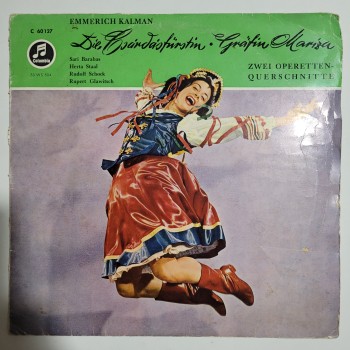 C 60 137
EMMERICH KALMAN
Die Csárdásfürstin · Gräfin Mariza
Columbia
Sari Barabas
Herta Staal
Rudolf Schock
Rupert Glawitsch
ZWEI OPERETTEN-
QUERSCHNITTE